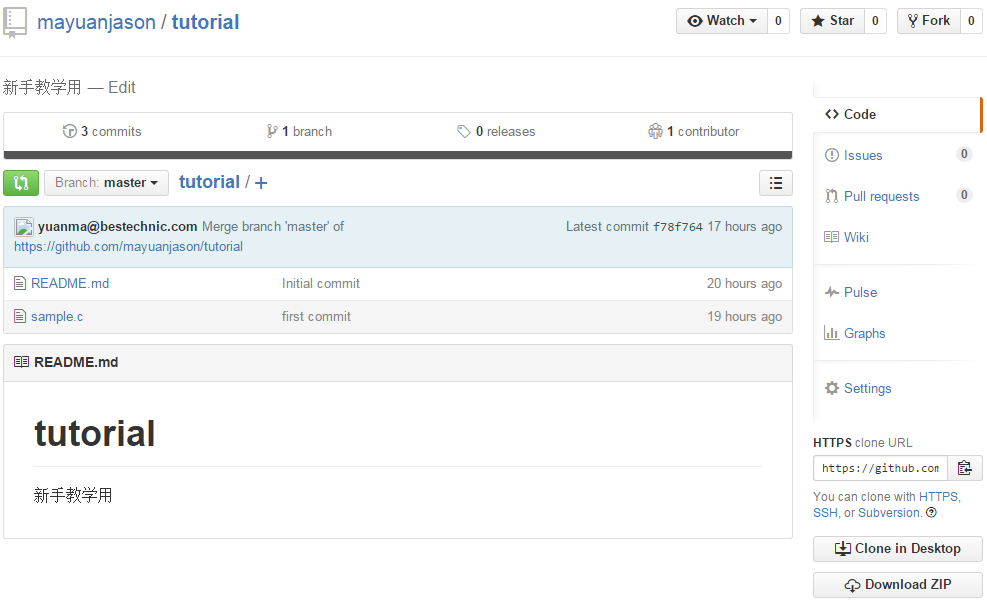 mayuanjason / tutorial
Watch 0 Star 0 Fork 0
新手教学用 — Edit
3 commits 1 branch 0 releases 1 contributor
Branch: master tutorial / +
yuanma@bestechnic.com Merge branch 'master' of Latest commit f78f764 17 hours ago
https://github.com/mayuanjason/tutorial
README.md Initial commit 20 hours ago
sample.c first commit 19 hours ago
README.md
tutorial
新手教学用
Code
Issues 0
Pull requests 0
Wiki
Pulse
Graphs
Settings
HTTPS clone URL
https://github.com
You can clone with HTTPS,
SSH, or Subversion.
Clone in Desktop
Download ZIP